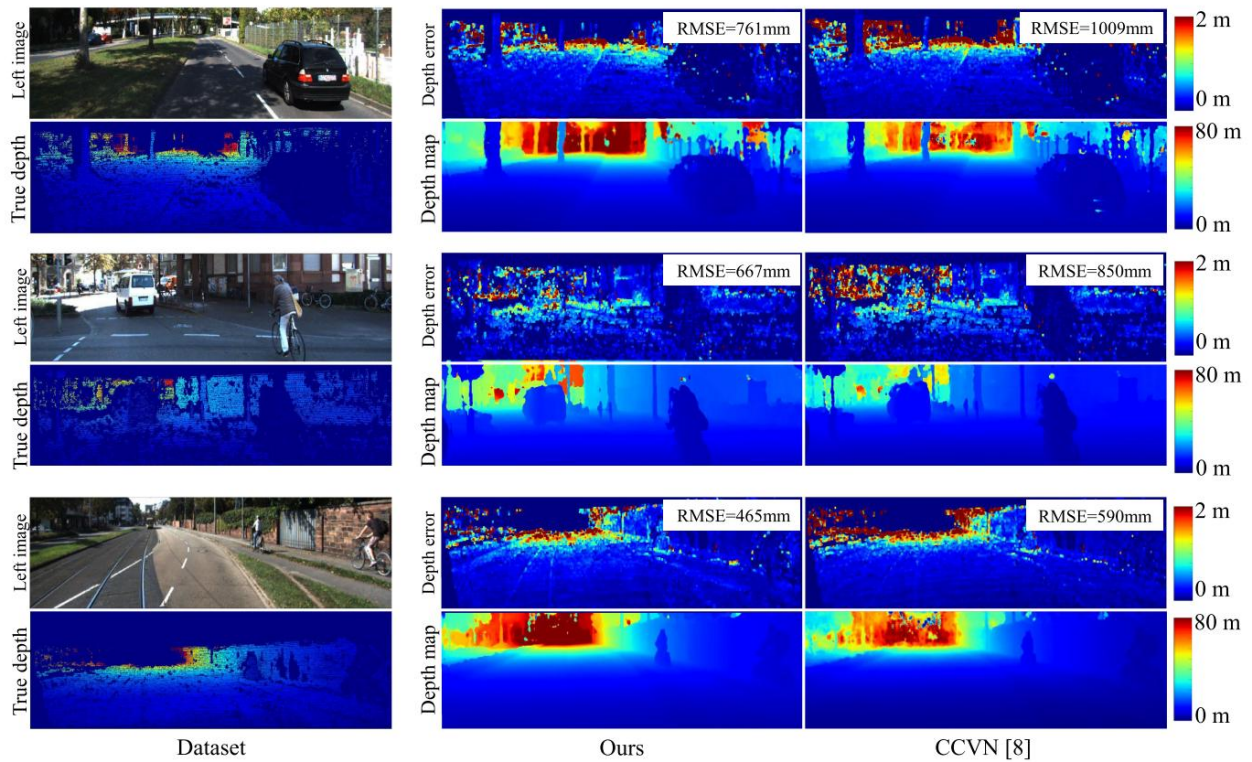 Left image
Depth error
RMSE=761mm
RMSE=1009mm
2 m
0 m
True depth
Depth map
80 m
0 m
Left image
Depth error
RMSE=667mm
RMSE=850mm
2 m
0 m
True depth
Depth map
80 m
0 m
Left image
Depth error
RMSE=465mm
RMSE=590mm
2 m
0 m
True depth
Depth map
80 m
0 m
Dataset
Ours
CCVN [8]